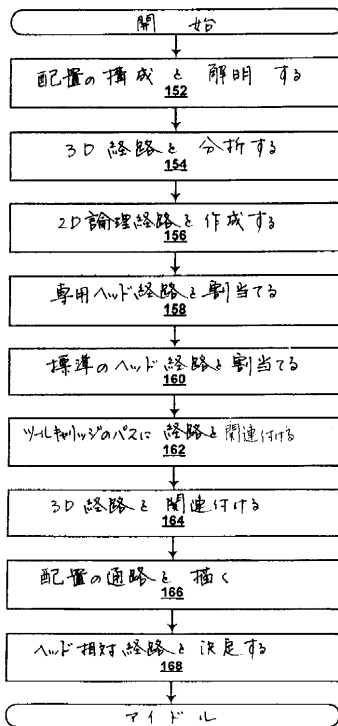 開始
配置の構成を解明する
152
3D 経路を分析する
154
2D論理経路を作成する
156
専用ヘッド経路を割当てる
158
標準のヘッド経路を割当てる
160
ツールキャリッジのパスに経路を関連付ける
162
3D 経路を関連付ける
164
配置の通路を描く
166
ヘッド相対経路を決定する
168
アイドル